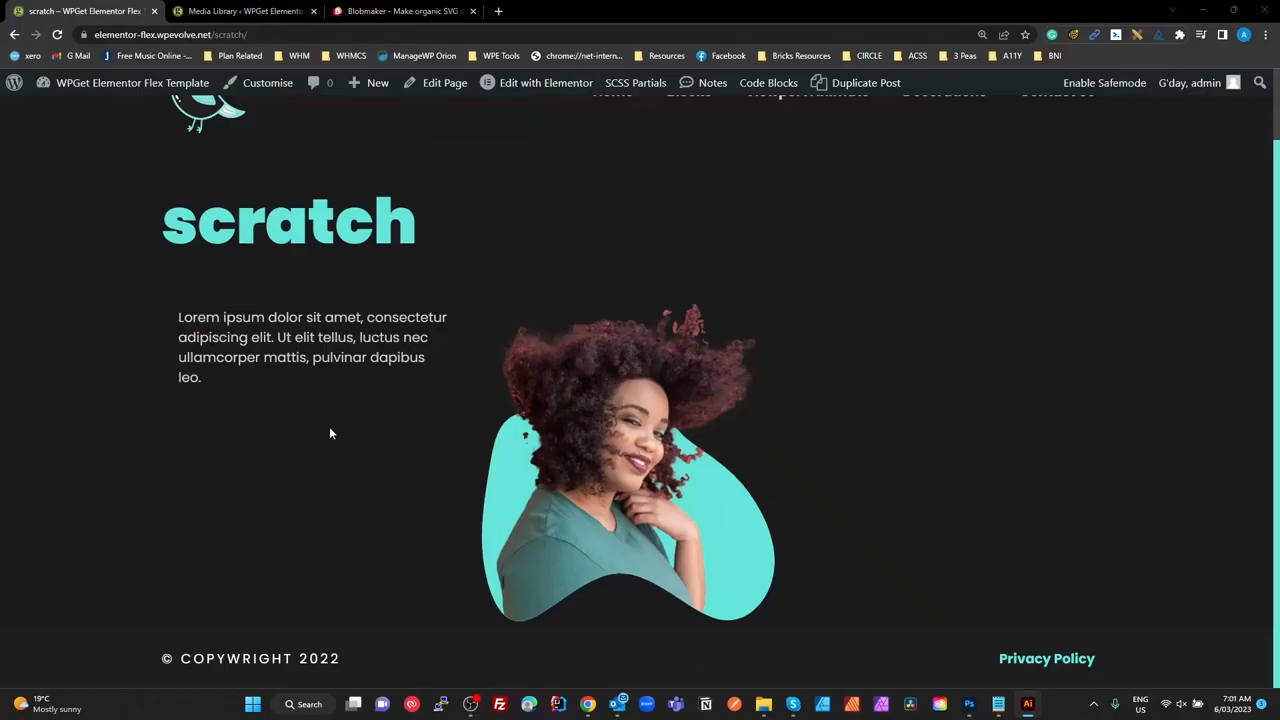 scratch – WPGet Elementor Flex T
Media Library ‹ WPGet Elemento
Blobmaker - Make organic SVG s
elementor-flex.wpevolve.net/scratch/
xero
G Mail
Free Music Online -...
Plan Related
WHM
WHMCS
ManageWP Orion
WPE Tools
chrome://net-intern...
Resources
Facebook
Bricks Resources
CIRCLE
ACSS
3 Peas
A11Y
BNI
WPGet Elementor Flex Template
Customise
0
New
Edit Page
Edit with Elementor
SCSS Partials
Notes
Code Blocks
Duplicate Post
Enable Safemode
G'day, admin
scratch
Lorem ipsum dolor sit amet, consectetur
adipiscing elit. Ut elit tellus, luctus nec
ullamcorper mattis, pulvinar dapibus
leo.
© COPYWRIGHT 2022
Privacy Policy
19°C
Mostly sunny
Search
ENG
US
7:01 AM
6/03/2023